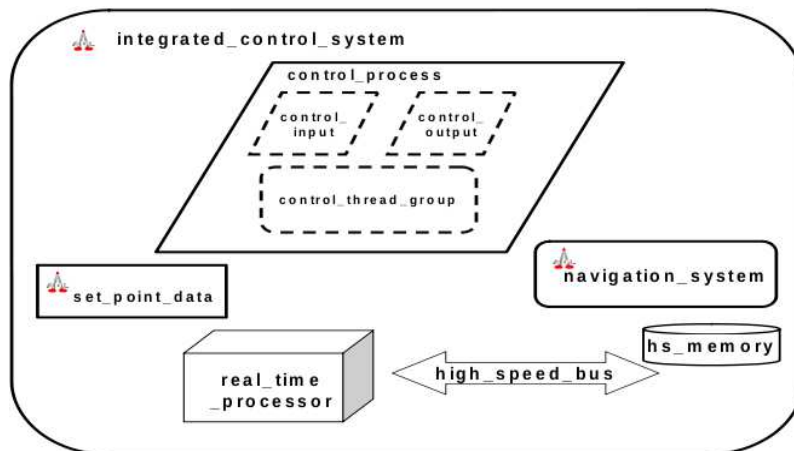 integrated_control_system
control_process
control_
input
control_
output
control_thread_group
set_point_data
navigation_system
hs_memory
high_speed_bus
real_time
_processor